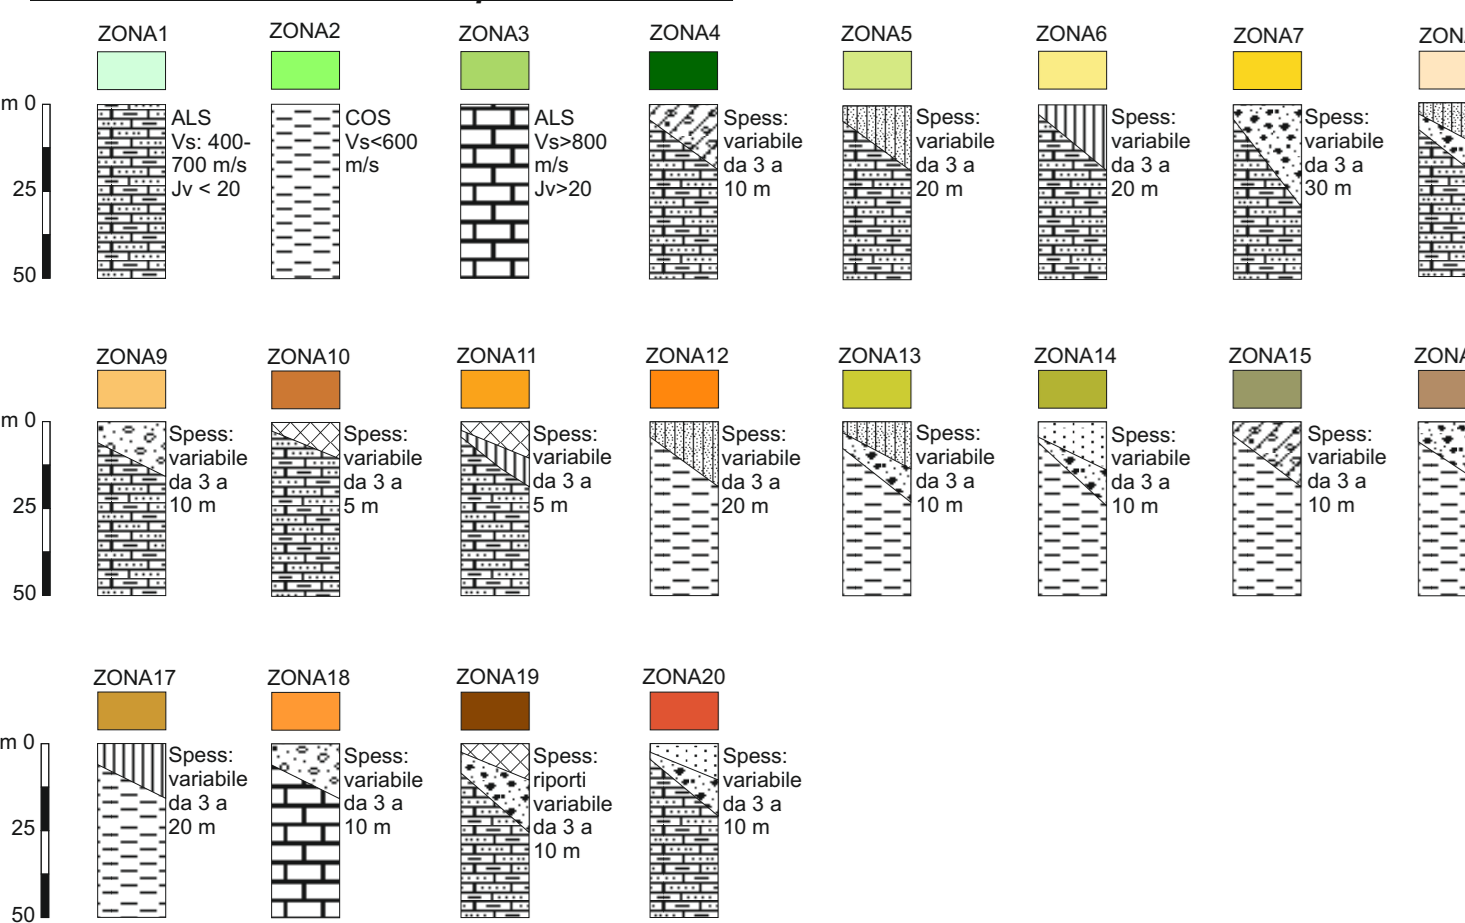 ZONA1 ZONA2 ZONA3 ZONA4 ZONA5 ZONA6 ZONA7
m 0
25
50
ALS
Vs: 400-
700 m/s
Jv < 20
COS
Vs<600
m/s
ALS
Vs>800
m/s
Jv>20
Spess:
variabile
da 3 a
10 m
Spess:
variabile
da 3 a
20 m
Spess:
variabile
da 3 a
20 m
Spess:
variabile
da 3 a
30 m
ZONA9 ZONA10 ZONA11 ZONA12 ZONA13 ZONA14 ZONA15
m 0
25
50
Spess:
variabile
da 3 a
10 m
Spess:
variabile
da 3 a
5 m
Spess:
variabile
da 3 a
5 m
Spess:
variabile
da 3 a
20 m
Spess:
variabile
da 3 a
10 m
Spess:
variabile
da 3 a
10 m
Spess:
variabile
da 3 a
10 m
ZONA17 ZONA18 ZONA19 ZONA20
m 0
25
50
Spess:
variabile
da 3 a
20 m
Spess:
variabile
da 3 a
10 m
Spess:
riporti
variabile
da 3 a
10 m
Spess:
variabile
da 3 a
10 m